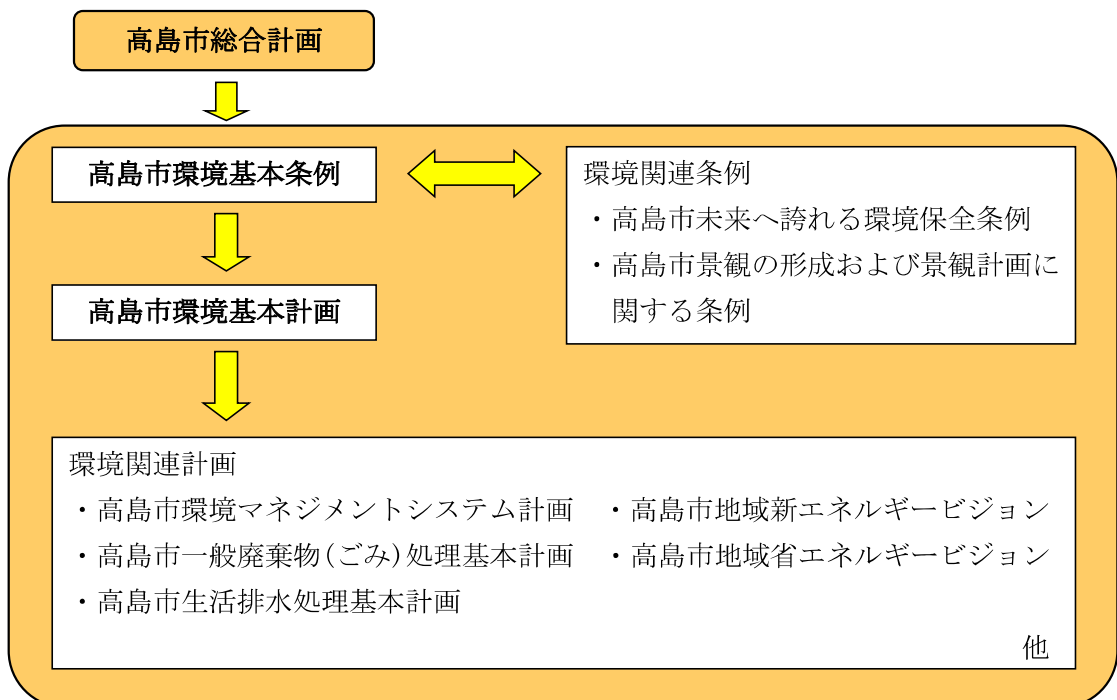 高島市総合計画
高島市環境基本条例
環境関連条例
・高島市未来へ誇れる環境保全条例
・高島市景観の形成および景観計画に
関する条例
高島市環境基本計画
環境関連計画
・高島市環境マネジメントシステム計画 ・高島市地域新エネルギービジョン
・高島市一般廃棄物(ごみ)処理基本計画 ・高島市地域省エネルギービジョン
・高島市生活排水処理基本計画
他